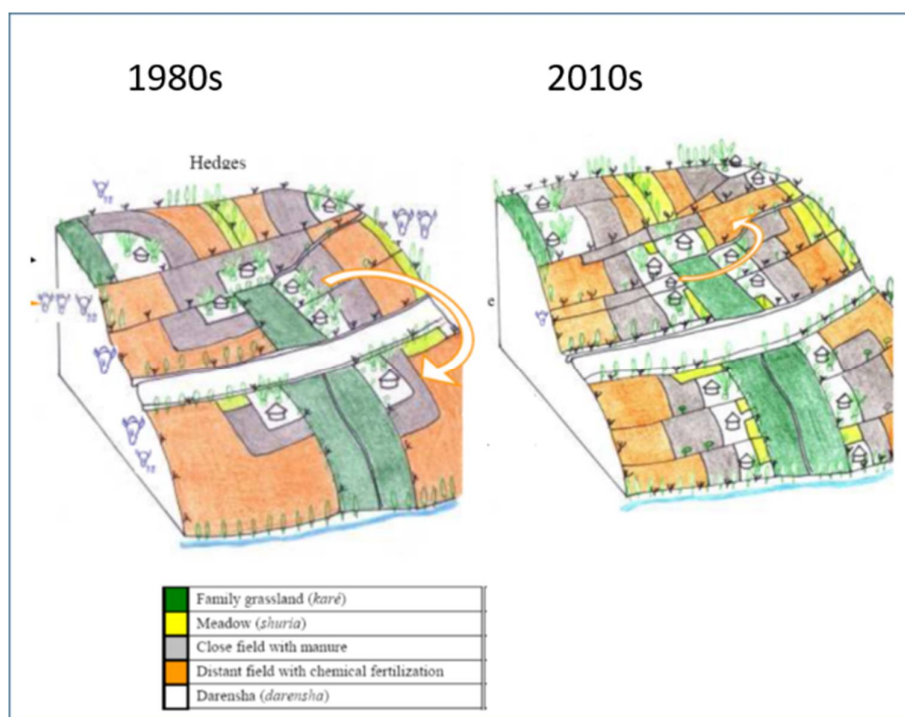 1980s
2010s
Hedges
e
Family grassland (karé)
Meadow (shuria)
Close field with manure
Distant field with chemical fertilization
Darensha (darensha)